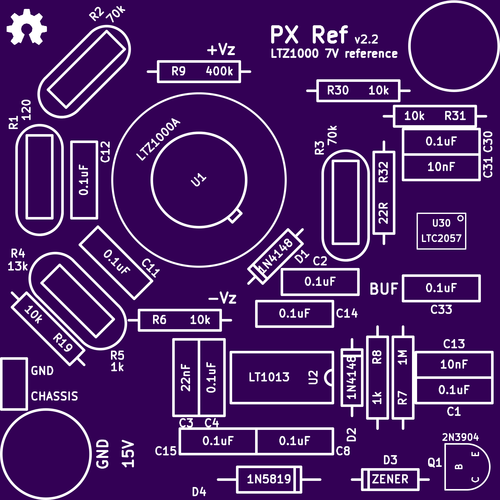 R2
70k
+Vz
PX Ref v2.2
LTZ1000 7V reference
R9 400k
R30 10k
10k R31
R1
120
LTZ1000A
U1
C12
0.1uF
R3
70k
R32
22R
0.1uF
C30
10nF
C31
U30
LTC2057
R4
13k
0.1uF
C11
1N4148
D1
C2
0.1uF
BUF
0.1uF
C33
10k
R19
−Vz
R6 10k
0.1uF
C14
R5
1k
GND
CHASSIS
22nF
0.1uF
C3 C4
LT1013
U2
1N4148
D2
R8
1k
1M
R7
C13
10nF
0.1uF
C1
GND
15V
C15
0.1uF
0.1uF
C8
2N3904
Q1
E
B
C
D4
1N5819
D3
ZENER